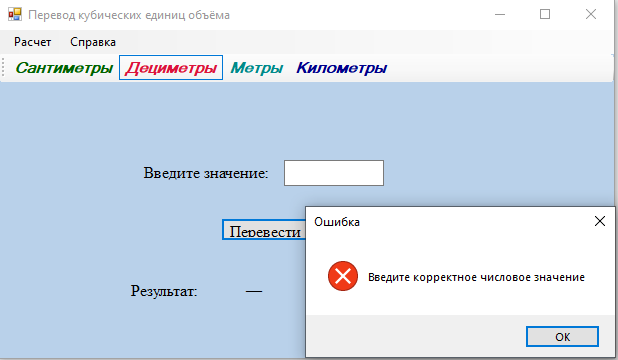 Перевод кубических единиц объёма
Расчет Справка
Сантиметры Дециметры Метры Километры
Введите значение:
Перевести
Результат: —
Ошибка
Введите корректное числовое значение
OK